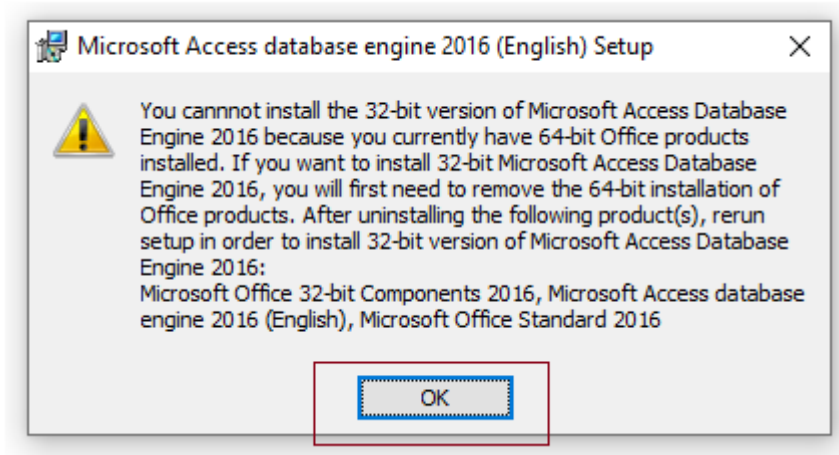 Microsoft Access database engine 2016 (English) Setup
You cannnot install the 32-bit version of Microsoft Access Database
Engine 2016 because you currently have 64-bit Office products
installed. If you want to install 32-bit Microsoft Access Database
Engine 2016, you will first need to remove the 64-bit installation of
Office products. After uninstalling the following product(s), rerun
setup in order to install 32-bit version of Microsoft Access Database
Engine 2016:
Microsoft Office 32-bit Components 2016, Microsoft Access database
engine 2016 (English), Microsoft Office Standard 2016
OK